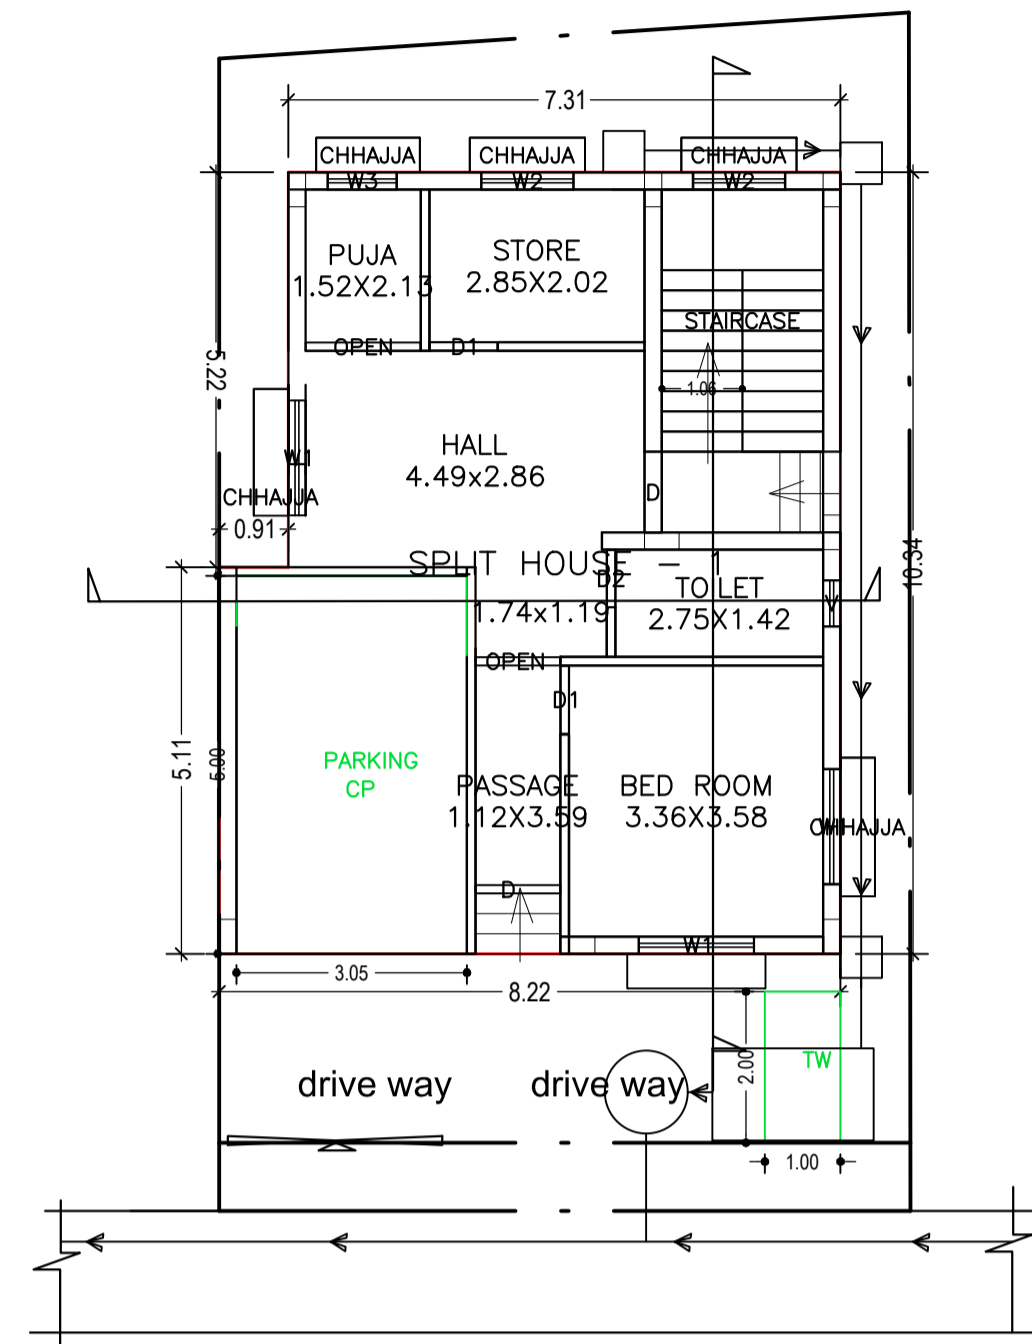 7.31
CHHAJJA
CHHAJJA
CHHAJJA
W3
W2
W2
PUJA
1.52X2.13
STORE
2.85X2.02
STAIRCASE
OPEN
D1
5.22
1.06
HALL
4.49x2.86
W1
CHHAJJA
D
0.91
SPLIT HOUSE - 1
D2
10.34
1.74x1.19
TOILET
2.75X1.42
V
OPEN
D1
5.11
5.00
PARKING
CP
PASSAGE
1.12X3.59
BED ROOM
3.36X3.58
CHHAJJA
D
W1
3.05
8.22
drive way
drive way
2.00
TW
1.00